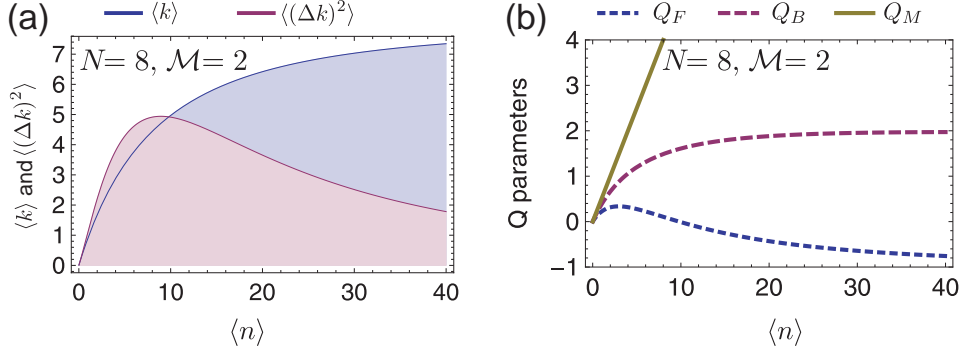 (a) ⟨k⟩ ⟨(Δk)²⟩
N= 8, ℳ= 2
⟨k⟩ and ⟨(Δk)²⟩
7
6
5
4
3
2
1
0
0 10 20 30 40
⟨n⟩
(b) Q_F Q_B Q_M
N= 8, ℳ= 2
Q parameters
4
3
2
1
0
−1
0 10 20 30 40
⟨n⟩